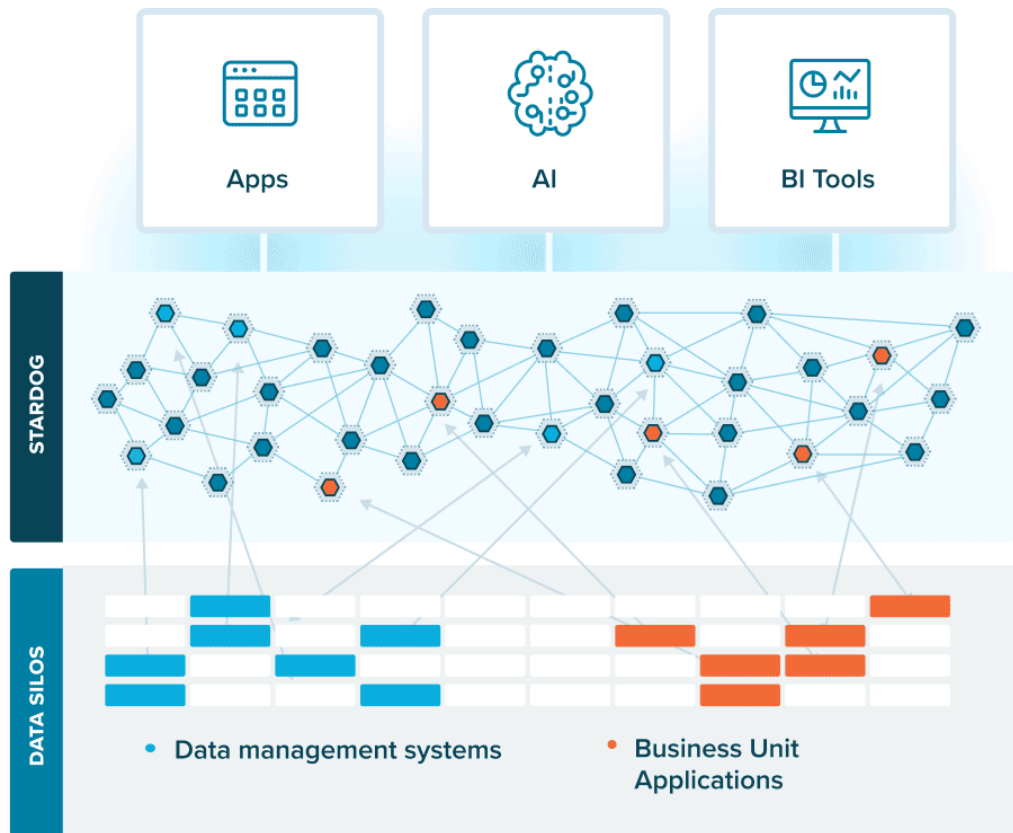 Apps
AI
BI Tools
STARDOG
DATA SILOS
Data management systems
Business Unit
Applications